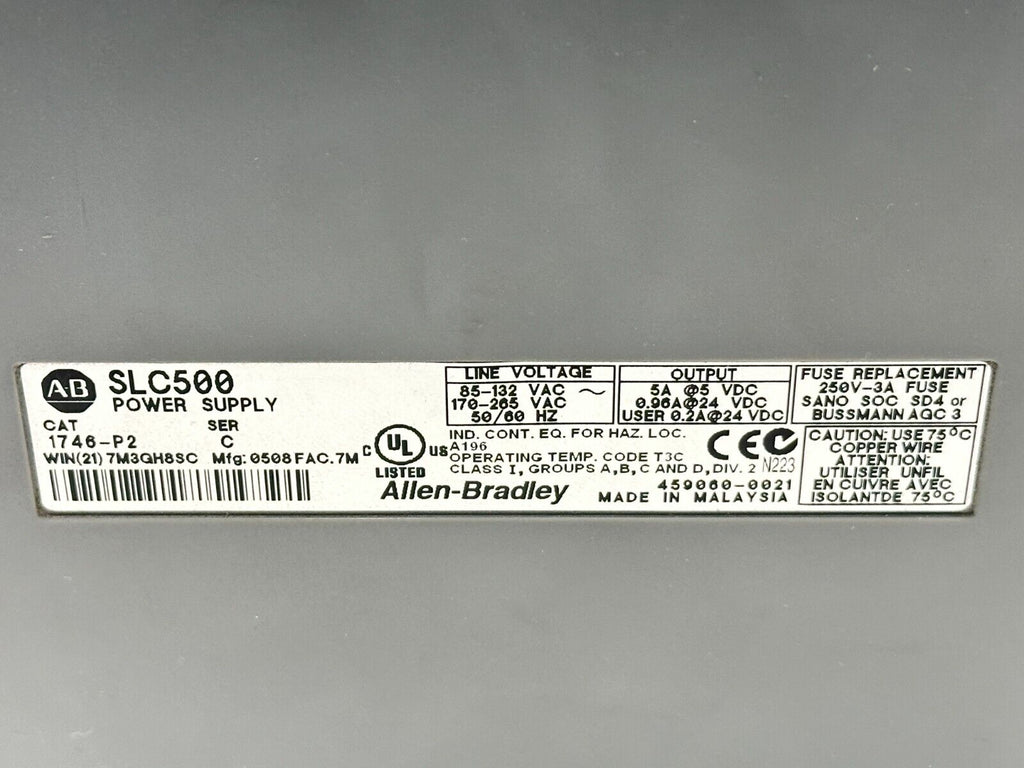 A-B SLC500
POWER SUPPLY
CAT SER
1746-P2 C
WIN(21) 7M3QH8SC Mfg: 0508 FAC.7M
C UL US
LISTED
LINE VOLTAGE
85-132 VAC ~
170-265 VAC
50/60 HZ
OUTPUT
5A @5 VDC
0.96A@24 VDC
USER 0.2A@24 VDC
FUSE REPLACEMENT
250V-3A FUSE
SANO SOC SD4 or
BUSSMANN AGC 3
IND. CONT. EQ. FOR HAZ. LOC.
A196
OPERATING TEMP. CODE T3C
CLASS I, GROUPS A, B, C AND D, DIV. 2
CE
N223
Allen-Bradley
459060-0021
MADE IN MALAYSIA
CAUTION: USE 75°C
COPPER WIRE
ATTENTION:
UTILISER UNFIL
EN CUIVRE AVEC
ISOLANTDE 75°C